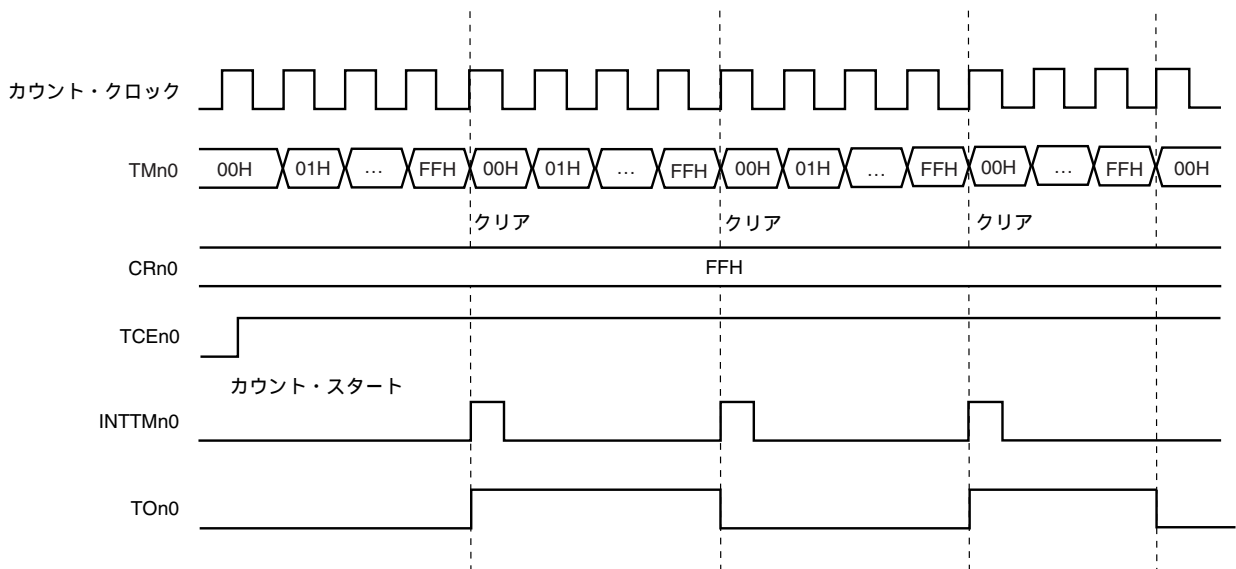 カウント・クロック
TMn0 00H 01H … FFH 00H 01H … FFH 00H 01H … FFH 00H … FFH 00H
クリア クリア クリア
CRn0 FFH
TCEn0
カウント・スタート
INTTMn0
TOn0